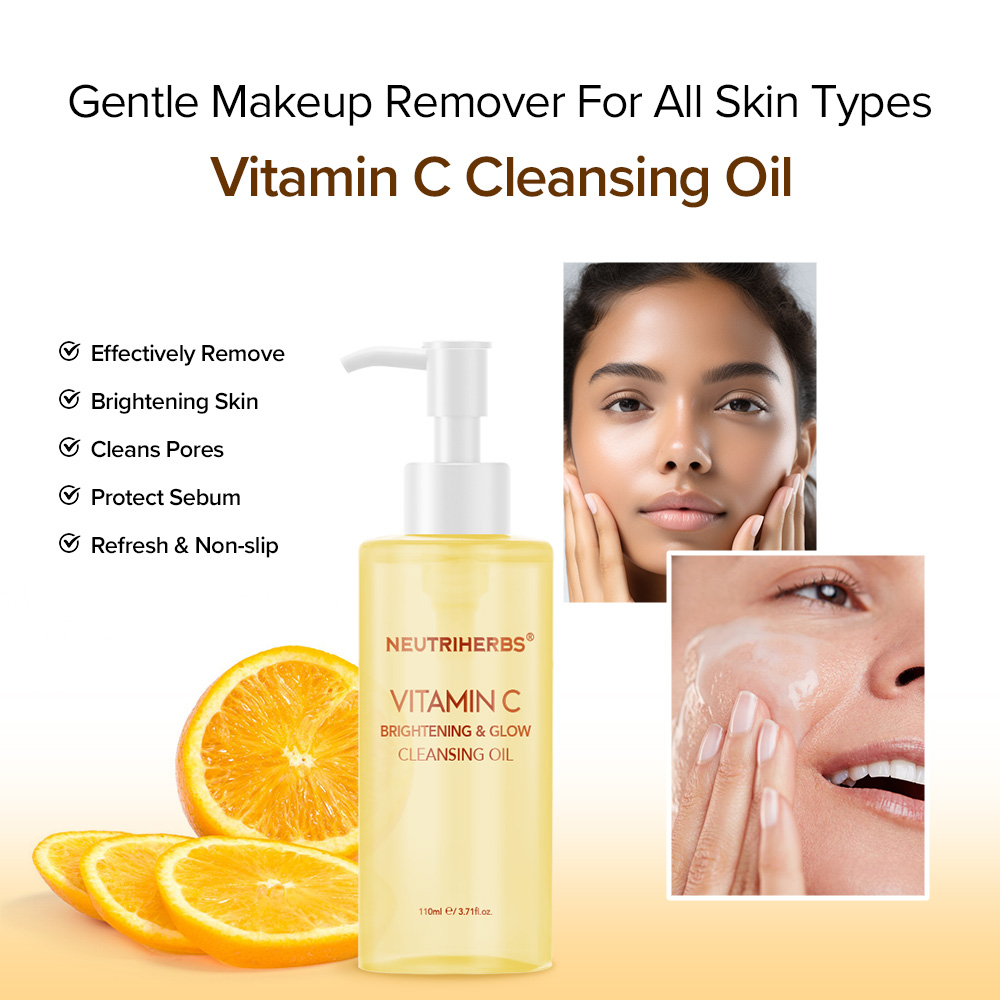 Gentle Makeup Remover For All Skin Types
Vitamin C Cleansing Oil
Effectively Remove
Brightening Skin
Cleans Pores
Protect Sebum
Refresh & Non-slip
NEUTRIHERBS®
VITAMIN C
BRIGHTENING & GLOW
CLEANSING OIL
110ml ℮/ 3.71fl.oz.